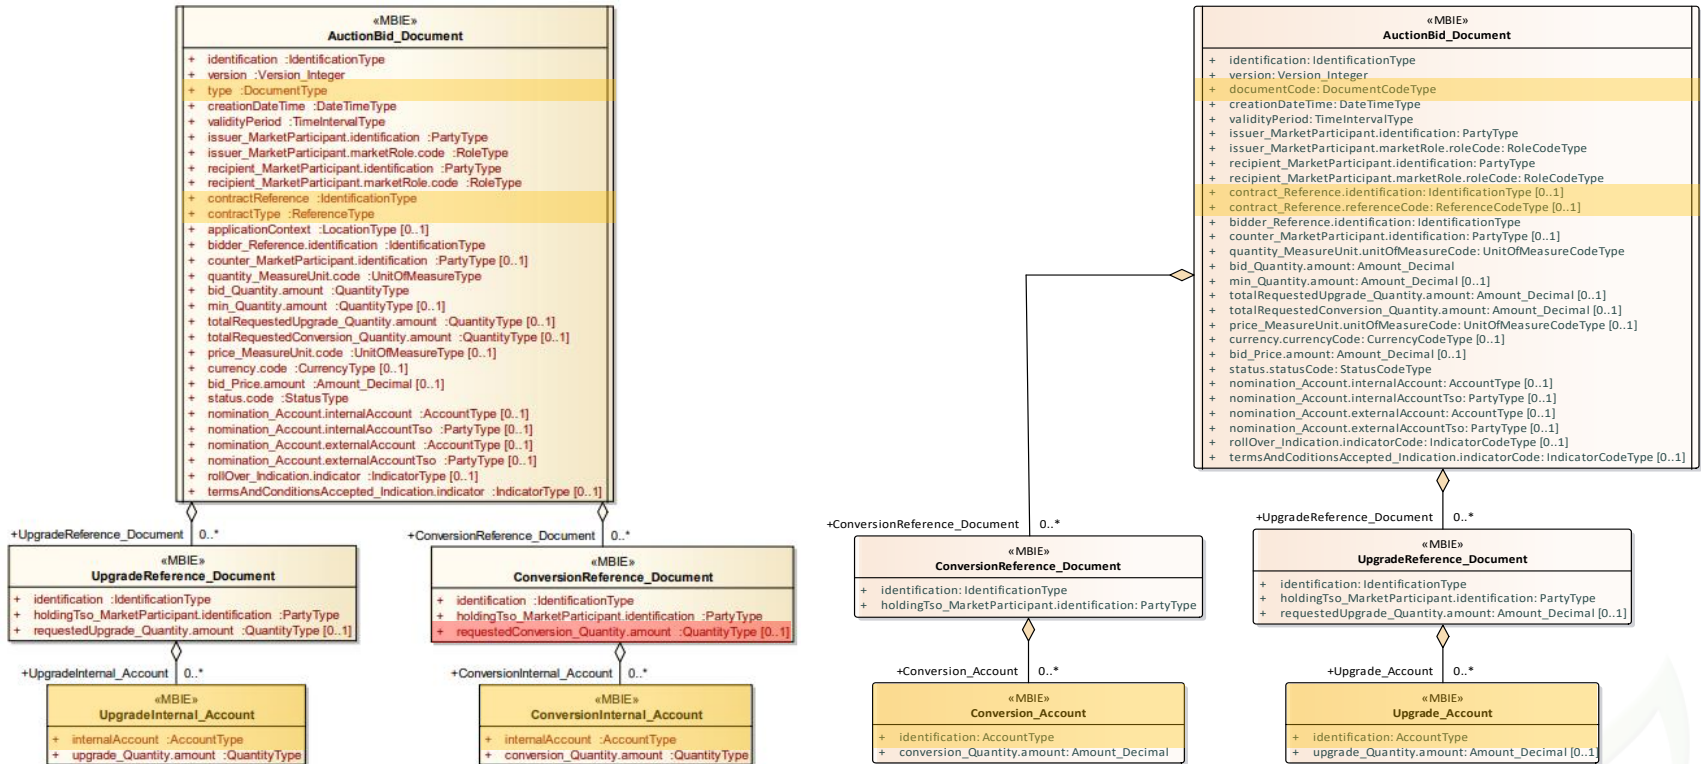 «MBIE»
AuctionBid_Document
+ identification :IdentificationType
+ version :Version_Integer
+ type :DocumentType
+ creationDateTime :DateTimeType
+ validityPeriod :TimeIntervalType
+ issuer_MarketParticipant.identification :PartyType
+ issuer_MarketParticipant.marketRole.code :RoleType
+ recipient_MarketParticipant.identification :PartyType
+ recipient_MarketParticipant.marketRole.code :RoleType
+ contractReference :IdentificationType
+ contractType :ReferenceType
+ applicationContext :LocationType [0..1]
+ bidder_Reference.identification :IdentificationType
+ counter_MarketParticipant.identification :PartyType [0..1]
+ quantity_MeasureUnit.code :UnitOfMeasureType
+ bid_Quantity.amount :QuantityType
+ min_Quantity.amount :QuantityType [0..1]
+ totalRequestedUpgrade_Quantity.amount :QuantityType [0..1]
+ totalRequestedConversion_Quantity.amount :QuantityType [0..1]
+ price_MeasureUnit.code :UnitOfMeasureType [0..1]
+ currency.code :CurrencyType [0..1]
+ bid_Price.amount :Amount_Decimal [0..1]
+ status.code :StatusType
+ nomination_Account.internalAccount :AccountType [0..1]
+ nomination_Account.internalAccountTso :PartyType [0..1]
+ nomination_Account.externalAccount :AccountType [0..1]
+ nomination_Account.externalAccountTso :PartyType [0..1]
+ rollOver_Indication.indicator :IndicatorType [0..1]
+ termsAndConditionsAccepted_Indication.indicator :IndicatorType [0..1]
+UpgradeReference_Document 0..*
+ConversionReference_Document 0..*
«MBIE»
UpgradeReference_Document
+ identification :IdentificationType
+ holdingTso_MarketParticipant.identification :PartyType
+ requestedUpgrade_Quantity.amount :QuantityType [0..1]
«MBIE»
ConversionReference_Document
+ identification :IdentificationType
+ holdingTso_MarketParticipant.identification :PartyType
+ requestedConversion_Quantity.amount :QuantityType [0..1]
+UpgradeInternal_Account 0..*
+ConversionInternal_Account 0..*
«MBIE»
UpgradeInternal_Account
+ internalAccount :AccountType
+ upgrade_Quantity.amount :QuantityType
«MBIE»
ConversionInternal_Account
+ internalAccount :AccountType
+ conversion_Quantity.amount :QuantityType
«MBIE»
AuctionBid_Document
+ identification: IdentificationType
+ version: Version_Integer
+ documentCode: DocumentCodeType
+ creationDateTime: DateTimeType
+ validityPeriod: TimeIntervalType
+ issuer_MarketParticipant.identification: PartyType
+ issuer_MarketParticipant.marketRole.roleCode: RoleCodeType
+ recipient_MarketParticipant.identification: PartyType
+ recipient_MarketParticipant.marketRole.roleCode: RoleCodeType
+ contract_Reference.identification: IdentificationType [0..1]
+ contract_Reference.referenceCode: ReferenceCodeType [0..1]
+ bidder_Reference.identification: IdentificationType
+ counter_MarketParticipant.identification: PartyType [0..1]
+ quantity_MeasureUnit.unitOfMeasureCode: UnitOfMeasureCodeType
+ bid_Quantity.amount: Amount_Decimal
+ min_Quantity.amount: Amount_Decimal [0..1]
+ totalRequestedUpgrade_Quantity.amount: Amount_Decimal [0..1]
+ totalRequestedConversion_Quantity.amount: Amount_Decimal [0..1]
+ price_MeasureUnit.unitOfMeasureCode: UnitOfMeasureCodeType [0..1]
+ currency.currencyCode: CurrencyCodeType [0..1]
+ bid_Price.amount: Amount_Decimal [0..1]
+ status.statusCode: StatusCodeType
+ nomination_Account.internalAccount: AccountType [0..1]
+ nomination_Account.internalAccountTso: PartyType [0..1]
+ nomination_Account.externalAccount: AccountType [0..1]
+ nomination_Account.externalAccountTso: PartyType [0..1]
+ rollOver_Indication.indicatorCode: IndicatorCodeType [0..1]
+ termsAndCoditionsAccepted_Indication.indicatorCode: IndicatorCodeType [0..1]
+ConversionReference_Document 0..*
+UpgradeReference_Document 0..*
«MBIE»
ConversionReference_Document
+ identification: IdentificationType
+ holdingTso_MarketParticipant.identification: PartyType
«MBIE»
UpgradeReference_Document
+ identification: IdentificationType
+ holdingTso_MarketParticipant.identification: PartyType
+ requestedUpgrade_Quantity.amount: Amount_Decimal [0..1]
+Conversion_Account 0..*
+Upgrade_Account 0..*
«MBIE»
Conversion_Account
+ identification: AccountType
+ conversion_Quantity.amount: Amount_Decimal
«MBIE»
Upgrade_Account
+ identification: AccountType
+ upgrade_Quantity.amount: Amount_Decimal [0..1]